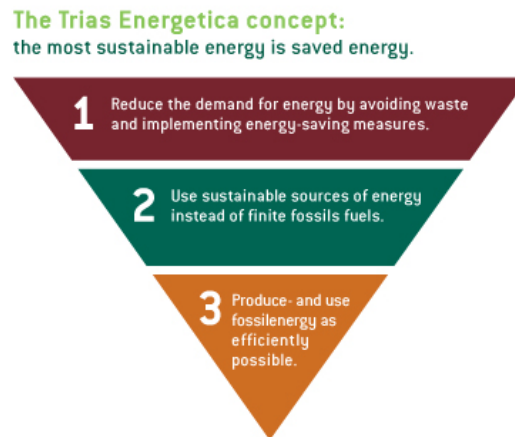 The Trias Energetica concept:
the most sustainable energy is saved energy.
1
Reduce the demand for energy by avoiding waste
and implementing energy-saving measures.
2
Use sustainable sources of energy
instead of finite fossils fuels.
3
Produce- and use
fossilenergy as
efficiently
possible.